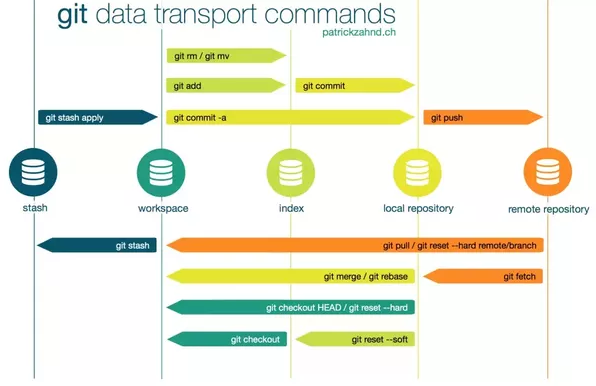 git data transport commands
patrickzahnd.ch
git rm / git mv
git add
git commit
git stash apply
git commit -a
git push
stash
workspace
index
local repository
remote repository
git stash
git pull / git reset --hard remote/branch
git merge / git rebase
git fetch
git checkout HEAD / git reset --hard
git checkout
git reset --soft